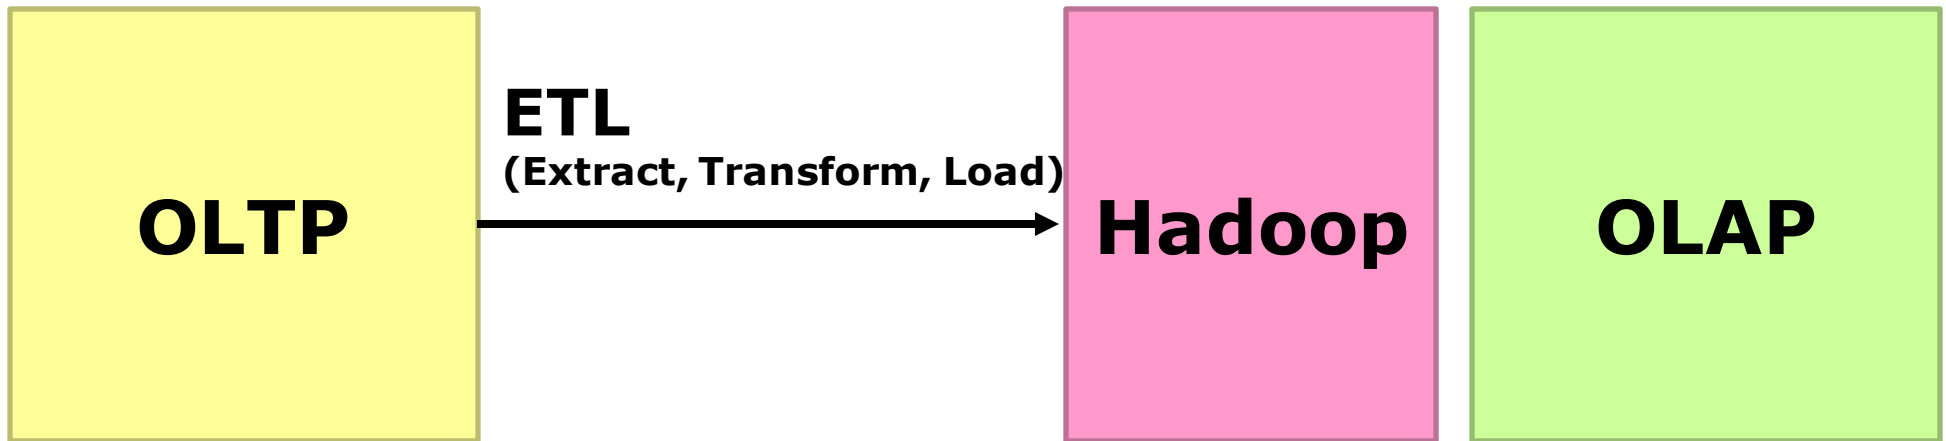 OLTP
ETL
(Extract, Transform, Load)
Hadoop
OLAP